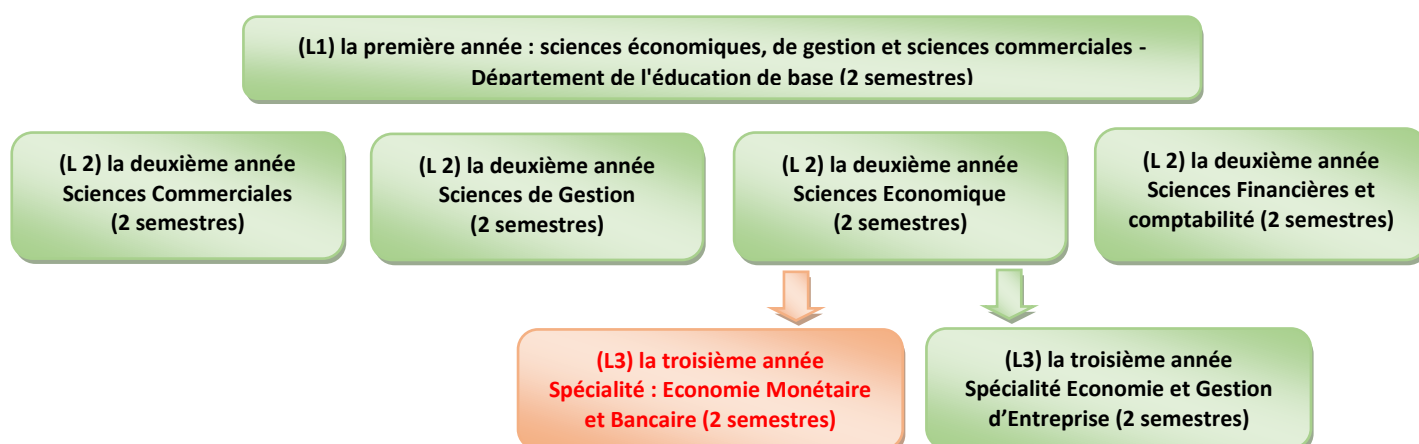 (L1) la première année : sciences économiques, de gestion et sciences commerciales -
Département de l'éducation de base (2 semestres)
(L 2) la deuxième année
Sciences Commerciales
(2 semestres)
(L 2) la deuxième année
Sciences de Gestion
(2 semestres)
(L 2) la deuxième année
Sciences Economique
(2 semestres)
(L 2) la deuxième année
Sciences Financières et
comptabilité (2 semestres)
(L3) la troisième année
Spécialité : Economie Monétaire
et Bancaire (2 semestres)
(L3) la troisième année
Spécialité Economie et Gestion
d’Entreprise (2 semestres)